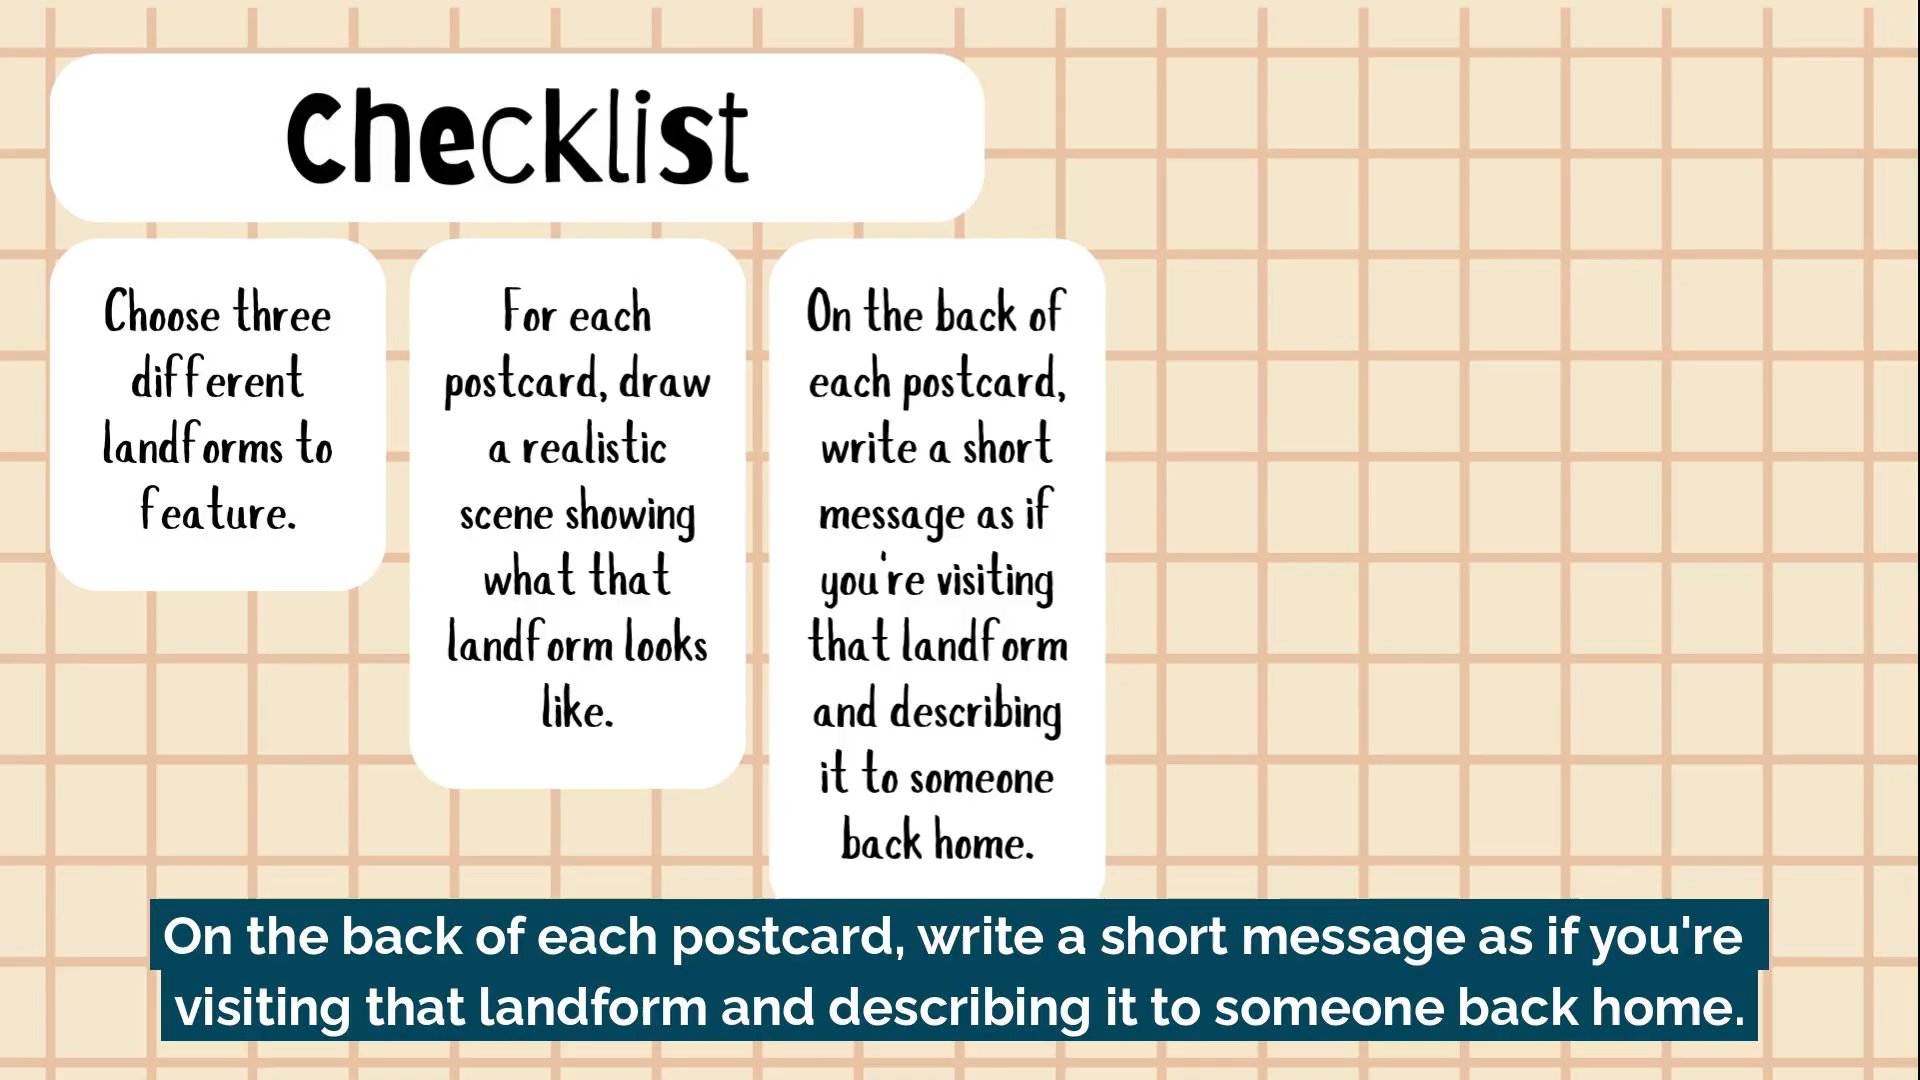 Checklist
Choose three
different
landforms to
feature.
For each
postcard, draw
a realistic
scene showing
what that
landform looks
like.
On the back of
each postcard,
write a short
message as if
you're visiting
that landform
and describing
it to someone
back home.
On the back of each postcard, write a short message as if you're
visiting that landform and describing it to someone back home.